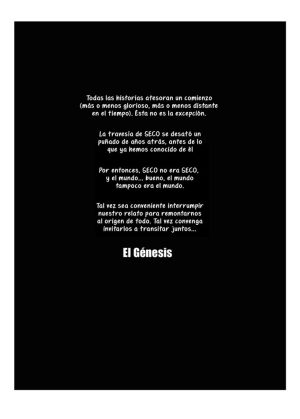 Todas las historias atesoran un comienzo
(más o menos glorioso, más o menos distante
en el tiempo). Ésta no es la excepción.
La travesía de SECO se desató un
puñado de años atrás, antes de lo
que ya hemos conocido de él
Por entonces, SECO no era SECO,
y el mundo... bueno, el mundo
tampoco era el mundo.
Tal vez sea conveniente interrumpir
nuestro relato para remontarnos
al origen de todo. Tal vez convenga
invitarlos a transitar juntos...
El Génesis